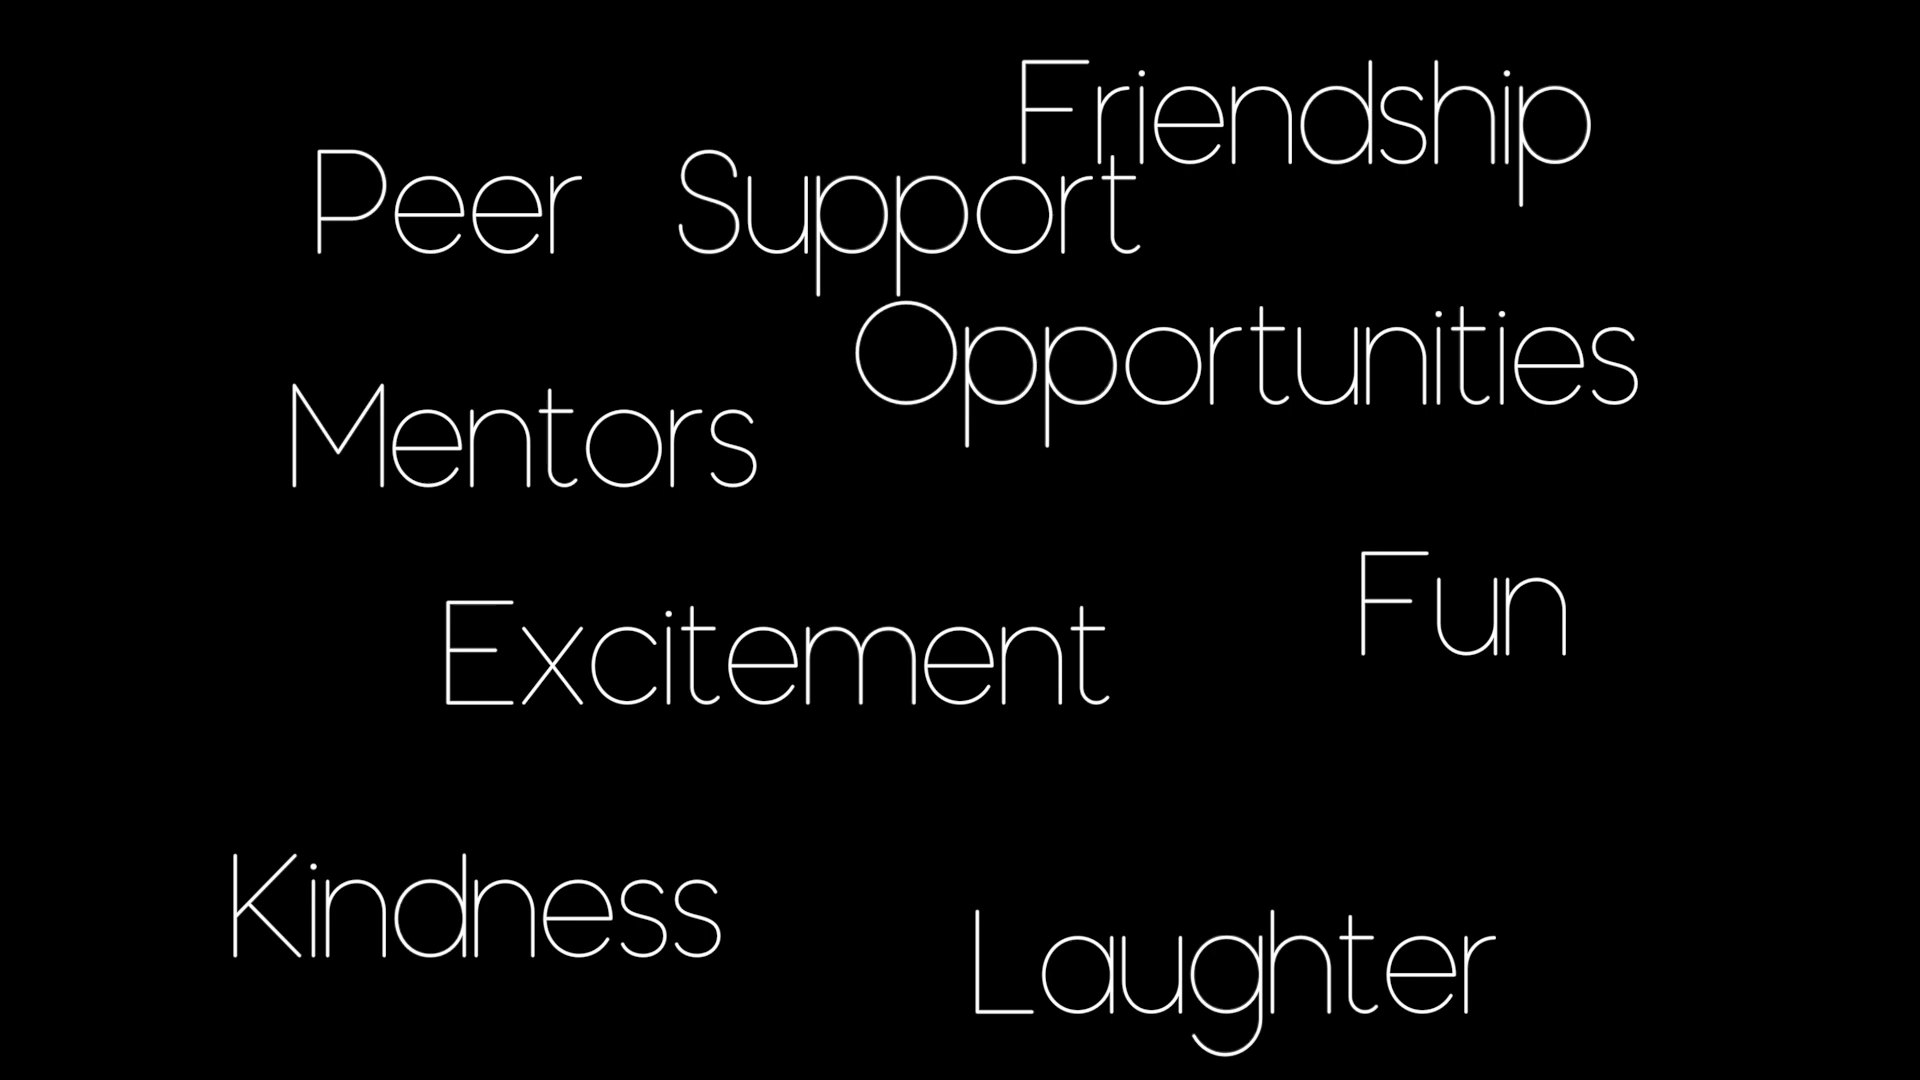 Friendship
Peer Support
Opportunities
Mentors
Fun
Excitement
Kindness
Laughter